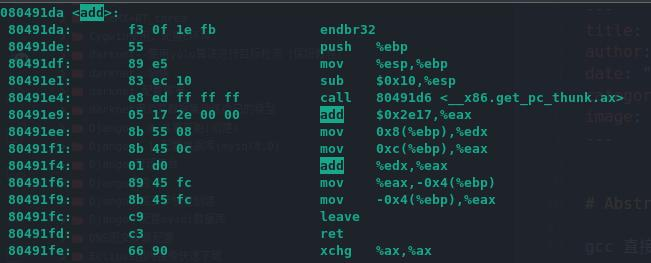 080491da <add>:
80491da: f3 0f 1e fb endbr32
80491de: 55 push %ebp
80491df: 89 e5 mov %esp,%ebp
80491e1: 83 ec 10 sub $0x10,%esp
80491e4: e8 ed ff ff ff call 80491d6 <__x86.get_pc_thunk.ax>
80491e9: 05 17 2e 00 00 add $0x2e17,%eax
80491ee: 8b 55 08 mov 0x8(%ebp),%edx
80491f1: 8b 45 0c mov 0xc(%ebp),%eax
80491f4: 01 d0 add %edx,%eax
80491f6: 89 45 fc mov %eax,-0x4(%ebp)
80491f9: 8b 45 fc mov -0x4(%ebp),%eax
80491fc: c9 leave
80491fd: c3 ret
80491fe: 66 90 xchg %ax,%ax
---
title:
author:
date:
image:
---
# Abstr
gcc 直接